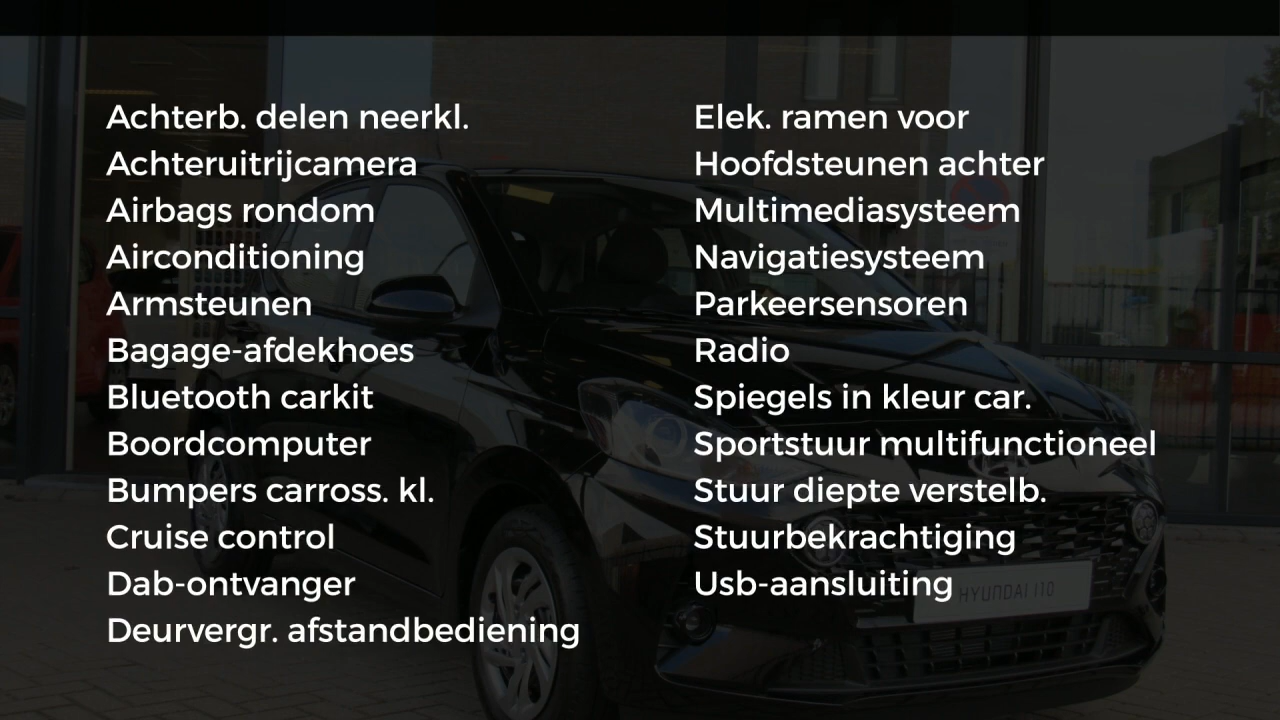 Achterb. delen neerkl.
Achteruitrijcamera
Airbags rondom
Airconditioning
Armsteunen
Bagage-afdekhoes
Bluetooth carkit
Boordcomputer
Bumpers carross. kl.
Cruise control
Dab-ontvanger
Deurvergr. afstandbediening
Elek. ramen voor
Hoofdsteunen achter
Multimediasysteem
Navigatiesysteem
Parkeersensoren
Radio
Spiegels in kleur car.
Sportstuur multifunctioneel
Stuur diepte verstelb.
Stuurbekrachtiging
Usb-aansluiting
HYUNDAI I10